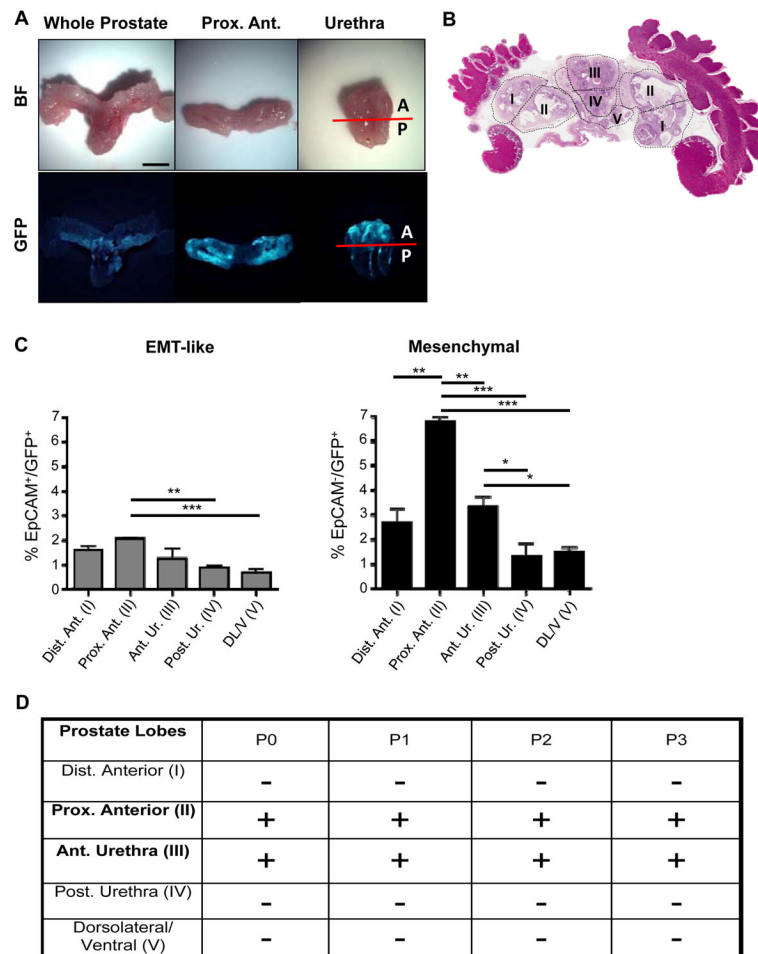 A
Whole Prostate Prox. Ant. Urethra
BF
A
P
GFP
A
P
B
I
II
III
IV
V
II
I
C
EMT-like
% EpCAM⁺/GFP⁺
7
6
5
4
3
2
1
0
**
***
Dist. Ant. (I)
Prox. Ant. (II)
Ant. Ur. (III)
Post. Ur. (IV)
DL/V (V)
Mesenchymal
% EpCAM⁻/GFP⁺
7
6
5
4
3
2
1
0
** **
***
***
*
*
Dist. Ant. (I)
Prox. Ant. (II)
Ant. Ur. (III)
Post. Ur. (IV)
DL/V (V)
D
Prostate Lobes P0 P1 P2 P3
Dist. Anterior (I) - - - -
Prox. Anterior (II) + + + +
Ant. Urethra (III) + + + +
Post. Urethra (IV) - - - -
Dorsolateral/
Ventral (V) - - - -